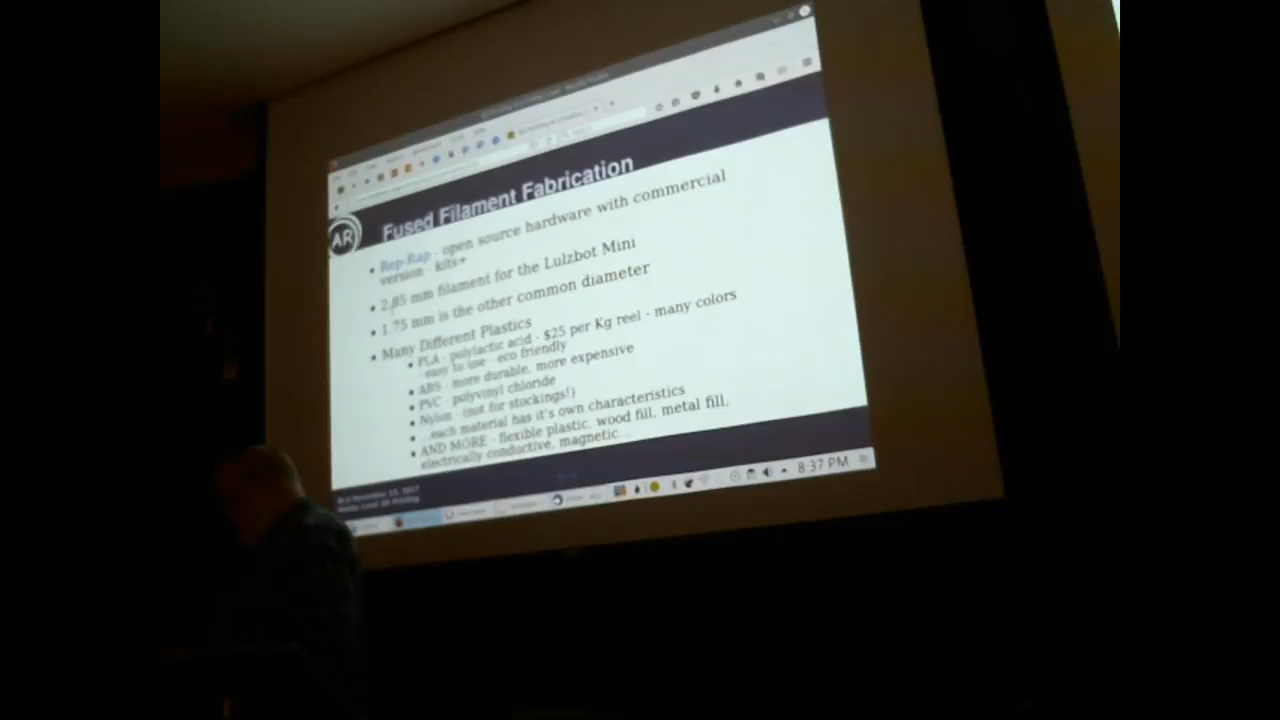 Fused Filament Fabrication
AR
Rep-Rap - open source hardware with commercial
version - kits+
2.85 mm filament for the Lulzbot Mini
1.75 mm is the other common diameter
Many Different Plastics
PLA - polylactic acid - $25 per Kg reel - many colors
- easy to use - eco friendly
ABS - more durable, more expensive
PVC - polyvinyl chloride
Nylon - (not for stockings!)
...each material has it's own characteristics
AND MORE - flexible plastic, wood fill, metal fill,
electrically conductive, magnetic
8:37 PM